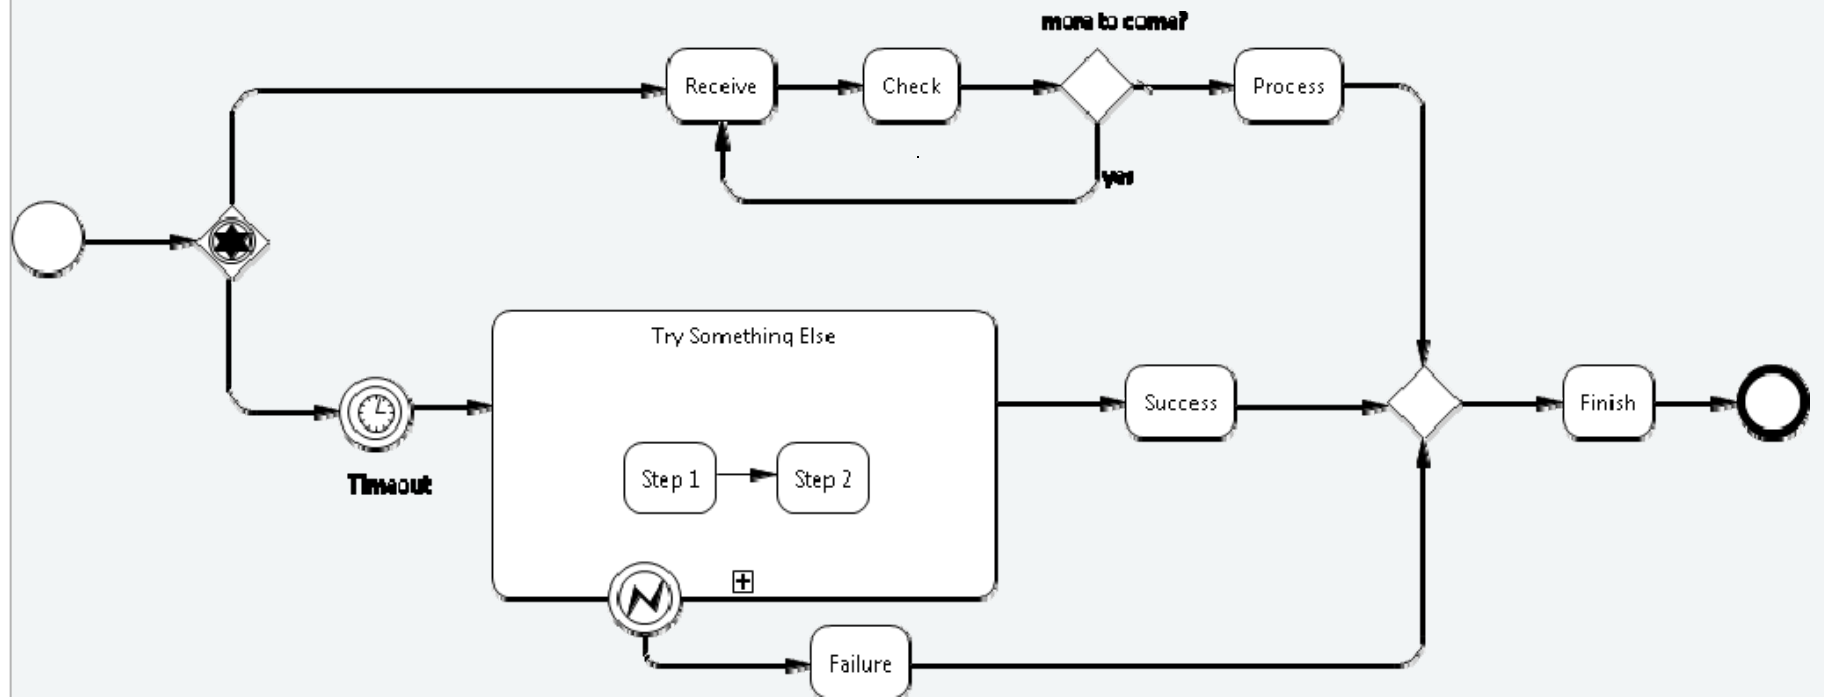 more to come?
Receive
Check
Process
yes
Try Something Else
Success
Finish
Step 1
Step 2
Timeout
Failure